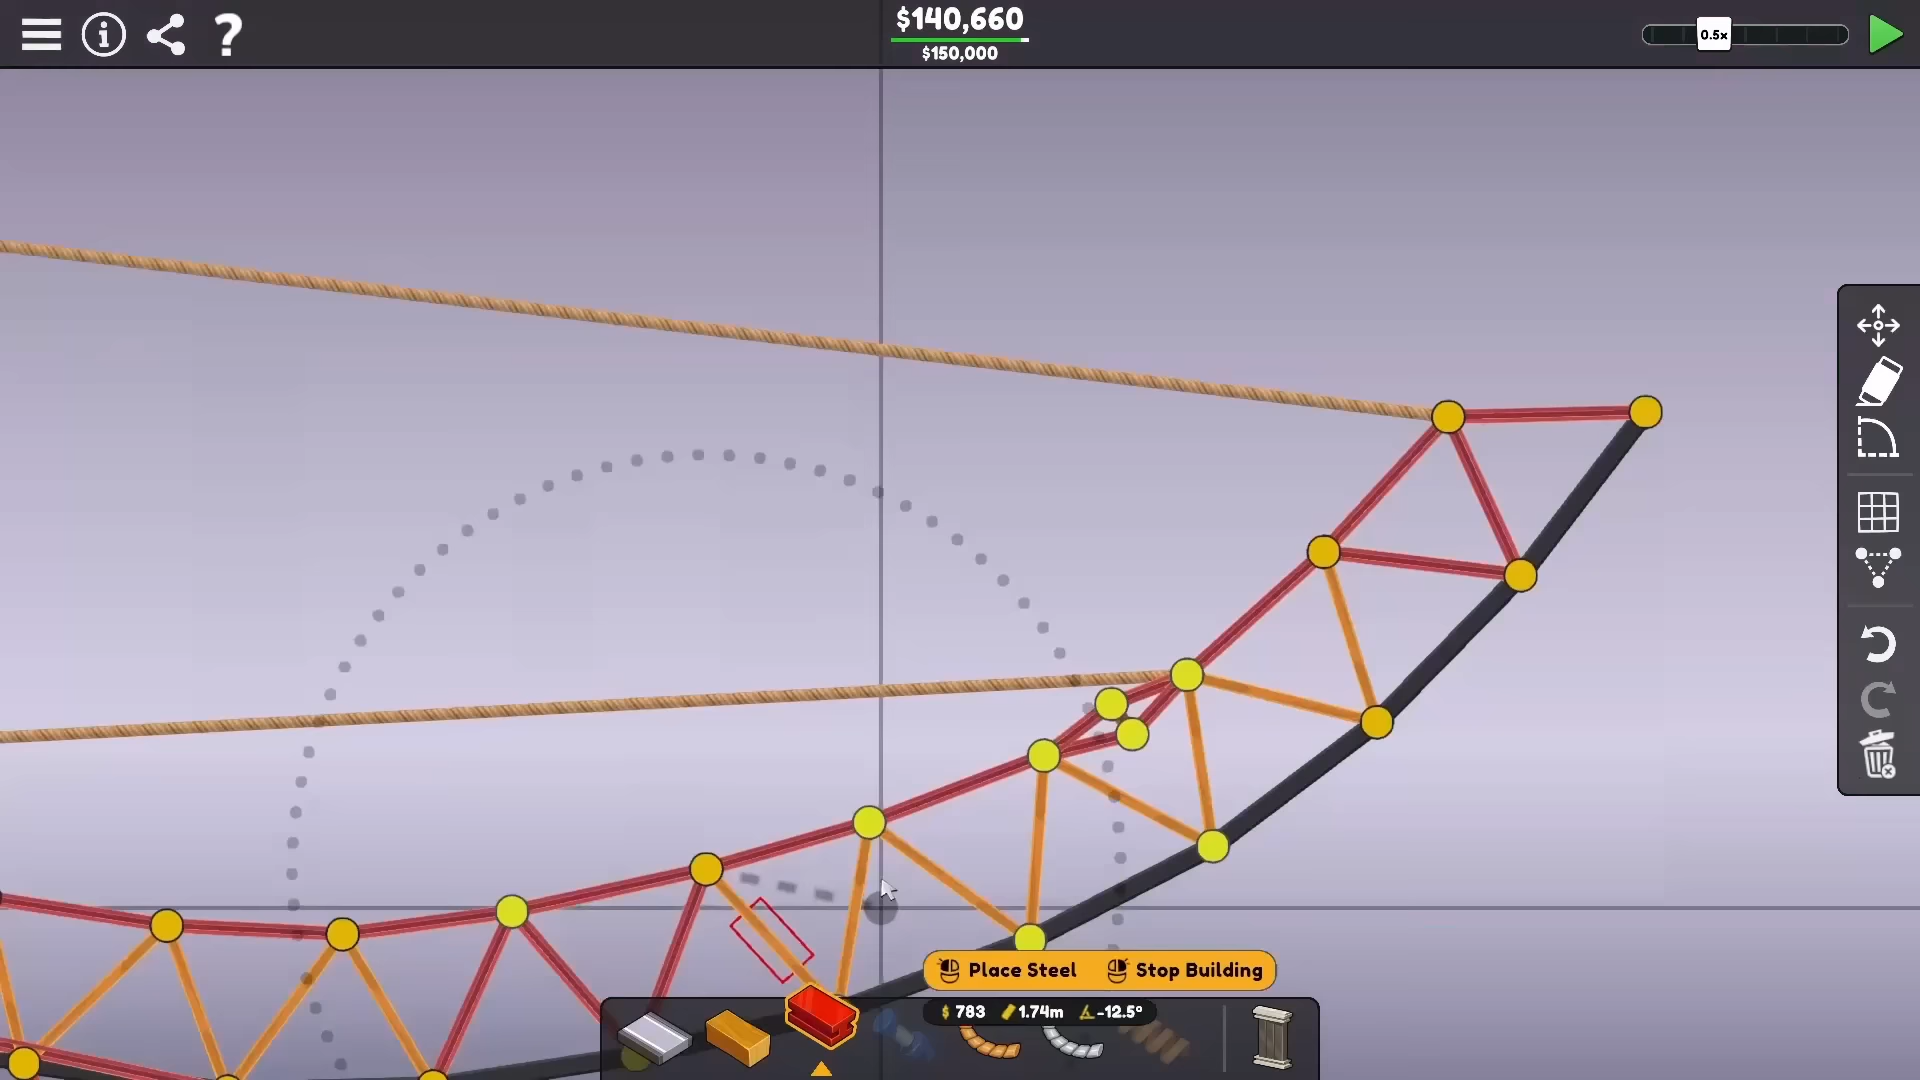 $140,660
$150,000
0.5x
Place Steel Stop Building
$ 783 1.74m -12.5°